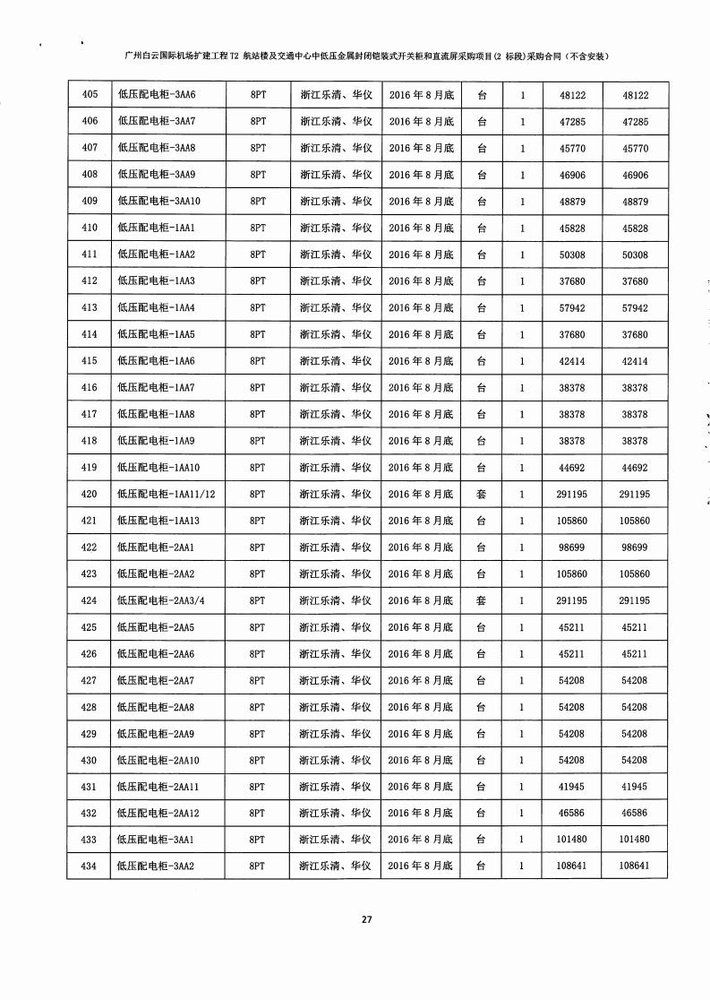 广州白云国际机场扩建工程 T2 航站楼及交通中心中低压金属封闭铠装式开关柜和直流屏采购项目(2 标段)采购合同（不含安装）
405 低压配电柜-3AA6 8PT 浙江乐清、华仪 2016 年 8 月底 台 1 48122 48122
406 低压配电柜-3AA7 8PT 浙江乐清、华仪 2016 年 8 月底 台 1 47285 47285
407 低压配电柜-3AA8 8PT 浙江乐清、华仪 2016 年 8 月底 台 1 45770 45770
408 低压配电柜-3AA9 8PT 浙江乐清、华仪 2016 年 8 月底 台 1 46906 46906
409 低压配电柜-3AA10 8PT 浙江乐清、华仪 2016 年 8 月底 台 1 48879 48879
410 低压配电柜-1AA1 8PT 浙江乐清、华仪 2016 年 8 月底 台 1 45828 45828
411 低压配电柜-1AA2 8PT 浙江乐清、华仪 2016 年 8 月底 台 1 50308 50308
412 低压配电柜-1AA3 8PT 浙江乐清、华仪 2016 年 8 月底 台 1 37680 37680
413 低压配电柜-1AA4 8PT 浙江乐清、华仪 2016 年 8 月底 台 1 57942 57942
414 低压配电柜-1AA5 8PT 浙江乐清、华仪 2016 年 8 月底 台 1 37680 37680
415 低压配电柜-1AA6 8PT 浙江乐清、华仪 2016 年 8 月底 台 1 42414 42414
416 低压配电柜-1AA7 8PT 浙江乐清、华仪 2016 年 8 月底 台 1 38378 38378
417 低压配电柜-1AA8 8PT 浙江乐清、华仪 2016 年 8 月底 台 1 38378 38378
418 低压配电柜-1AA9 8PT 浙江乐清、华仪 2016 年 8 月底 台 1 38378 38378
419 低压配电柜-1AA10 8PT 浙江乐清、华仪 2016 年 8 月底 台 1 44692 44692
420 低压配电柜-1AA11/12 8PT 浙江乐清、华仪 2016 年 8 月底 套 1 291195 291195
421 低压配电柜-1AA13 8PT 浙江乐清、华仪 2016 年 8 月底 台 1 105860 105860
422 低压配电柜-2AA1 8PT 浙江乐清、华仪 2016 年 8 月底 台 1 98699 98699
423 低压配电柜-2AA2 8PT 浙江乐清、华仪 2016 年 8 月底 台 1 105860 105860
424 低压配电柜-2AA3/4 8PT 浙江乐清、华仪 2016 年 8 月底 套 1 291195 291195
425 低压配电柜-2AA5 8PT 浙江乐清、华仪 2016 年 8 月底 台 1 45211 45211
426 低压配电柜-2AA6 8PT 浙江乐清、华仪 2016 年 8 月底 台 1 45211 45211
427 低压配电柜-2AA7 8PT 浙江乐清、华仪 2016 年 8 月底 台 1 54208 54208
428 低压配电柜-2AA8 8PT 浙江乐清、华仪 2016 年 8 月底 台 1 54208 54208
429 低压配电柜-2AA9 8PT 浙江乐清、华仪 2016 年 8 月底 台 1 54208 54208
430 低压配电柜-2AA10 8PT 浙江乐清、华仪 2016 年 8 月底 台 1 54208 54208
431 低压配电柜-2AA11 8PT 浙江乐清、华仪 2016 年 8 月底 台 1 41945 41945
432 低压配电柜-2AA12 8PT 浙江乐清、华仪 2016 年 8 月底 台 1 46586 46586
433 低压配电柜-3AA1 8PT 浙江乐清、华仪 2016 年 8 月底 台 1 101480 101480
434 低压配电柜-3AA2 8PT 浙江乐清、华仪 2016 年 8 月底 台 1 108641 108641
27